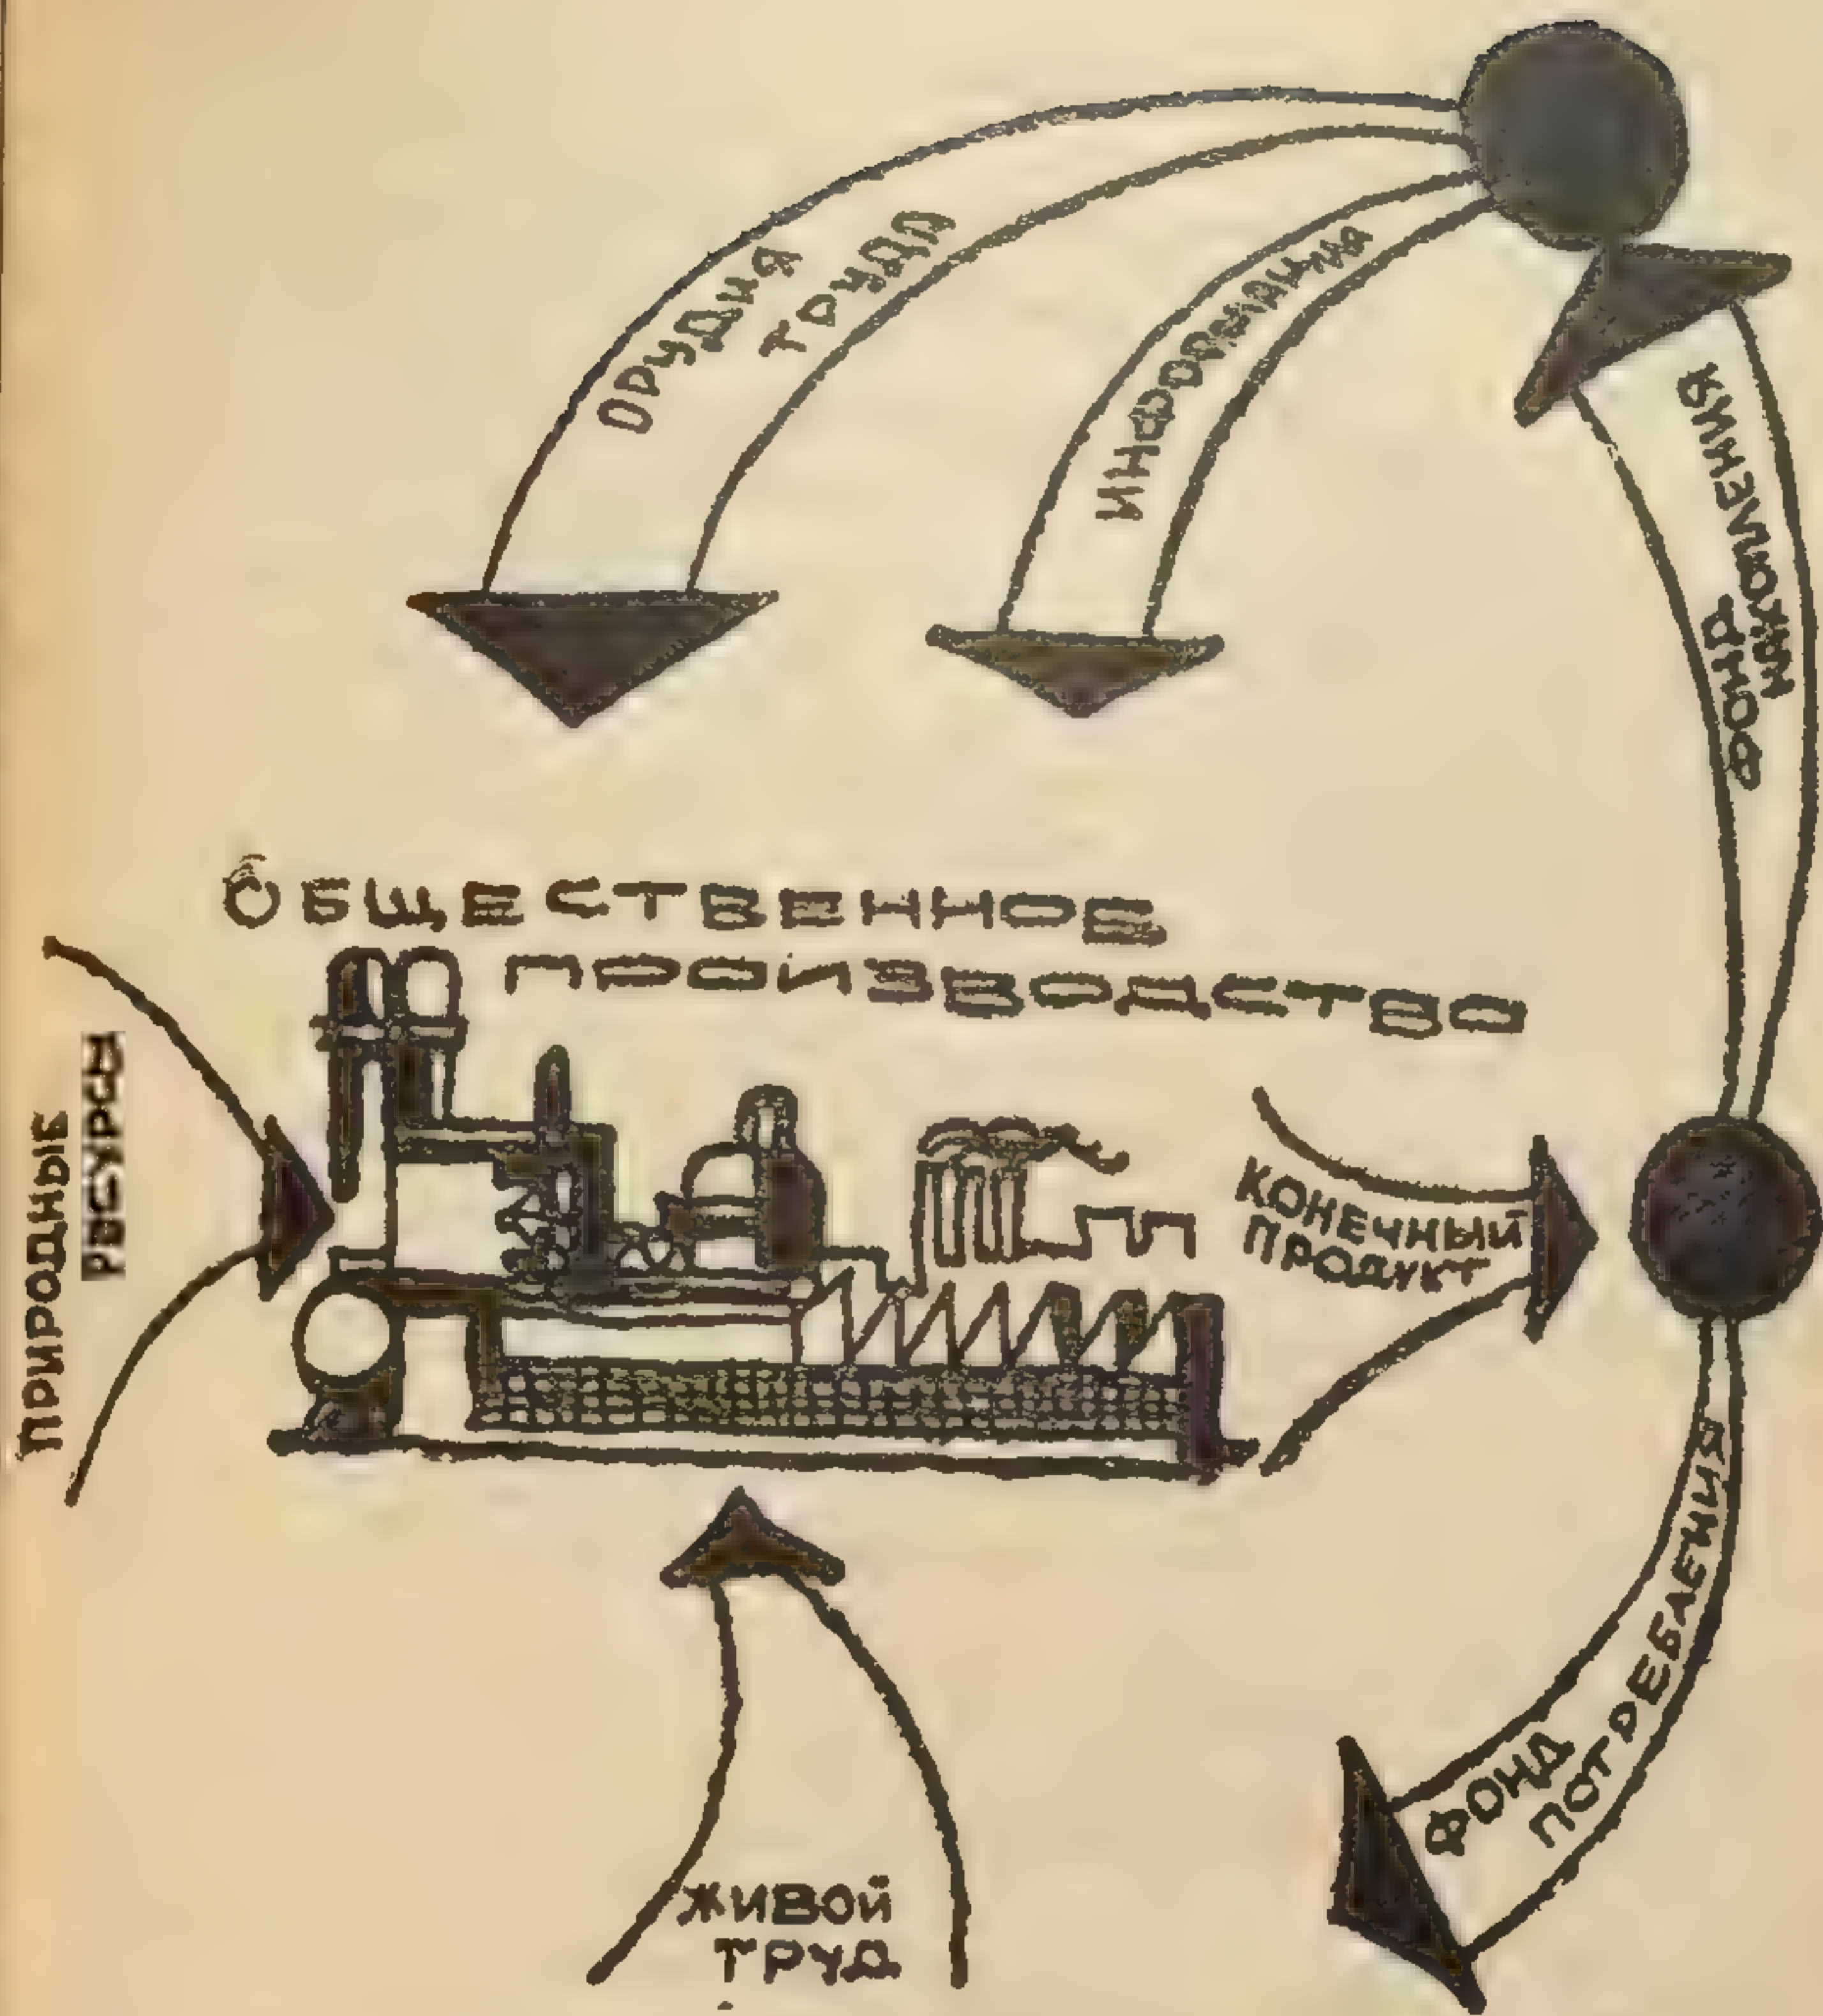 ОРУДИЯ
ТРУДА
ИНФОРМАЦИЯ
ФОНД
НАКОПЛЕНИЯ
ОБЩЕСТВЕННОЕ
ПРОИЗВОДСТВО
ПРИРОДНЫЕ
РЕСУРСЫ
КОНЕЧНЫЙ
ПРОДУКТ
ФОНД
ПОТРЕБЛЕНИЯ
ЖИВОЙ
ТРУД